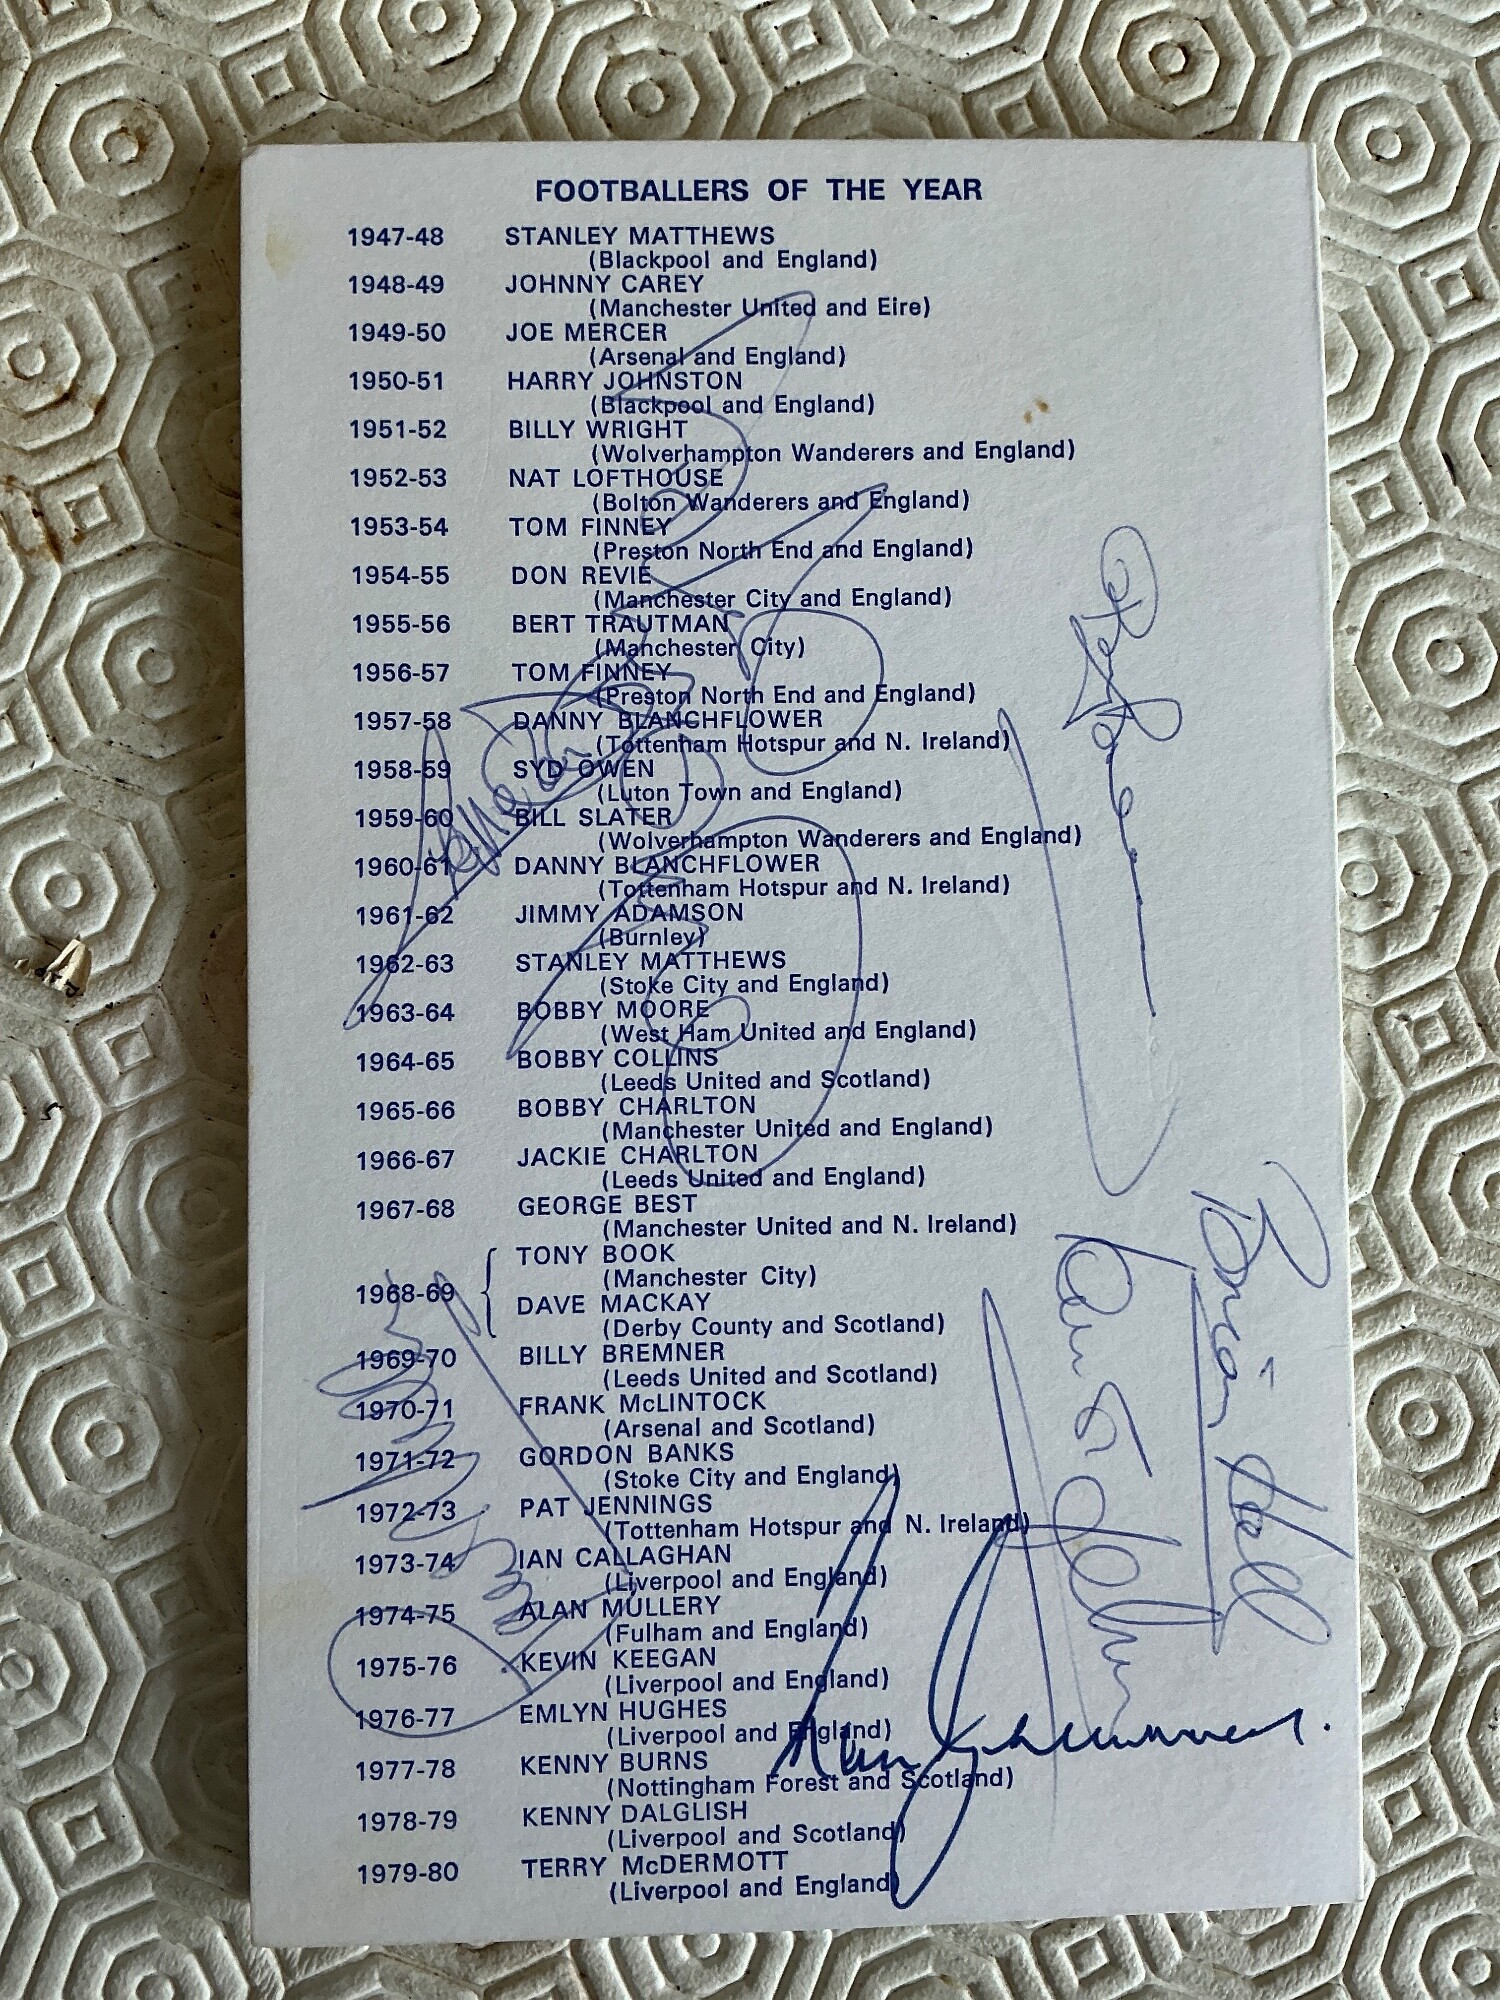 FOOTBALLERS OF THE YEAR
1947-48 STANLEY MATTHEWS
(Blackpool and England)
1948-49 JOHNNY CAREY
(Manchester United and Eire)
1949-50 JOE MERCER
(Arsenal and England)
1950-51 HARRY JOHNSTON
(Blackpool and England)
1951-52 BILLY WRIGHT
(Wolverhampton Wanderers and England)
1952-53 NAT LOFTHOUSE
(Bolton Wanderers and England)
1953-54 TOM FINNEY
(Preston North End and England)
1954-55 DON REVIE
(Manchester City and England)
1955-56 BERT TRAUTMAN
(Manchester City)
1956-57 TOM FINNEY
(Preston North End and England)
1957-58 DANNY BLANCHFLOWER
(Tottenham Hotspur and N. Ireland)
1958-59 SYD OWEN
(Luton Town and England)
1959-60 BILL SLATER
(Wolverhampton Wanderers and England)
1960-61 DANNY BLANCHFLOWER
(Tottenham Hotspur and N. Ireland)
1961-62 JIMMY ADAMSON
(Burnley)
1962-63 STANLEY MATTHEWS
(Stoke City and England)
1963-64 BOBBY MOORE
(West Ham United and England)
1964-65 BOBBY COLLINS
(Leeds United and Scotland)
1965-66 BOBBY CHARLTON
(Manchester United and England)
1966-67 JACKIE CHARLTON
(Leeds United and England)
1967-68 GEORGE BEST
(Manchester United and N. Ireland)
1968-69 { TONY BOOK
(Manchester City)
DAVE MACKAY
(Derby County and Scotland)
1969-70 BILLY BREMNER
(Leeds United and Scotland)
1970-71 FRANK McLINTOCK
(Arsenal and Scotland)
1971-72 GORDON BANKS
(Stoke City and England)
1972-73 PAT JENNINGS
(Tottenham Hotspur and N. Ireland)
1973-74 IAN CALLAGHAN
(Liverpool and England)
1974-75 ALAN MULLERY
(Fulham and England)
1975-76 KEVIN KEEGAN
(Liverpool and England)
1976-77 EMLYN HUGHES
(Liverpool and England)
1977-78 KENNY BURNS
(Nottingham Forest and Scotland)
1978-79 KENNY DALGLISH
(Liverpool and Scotland)
1979-80 TERRY McDERMOTT
(Liverpool and England)
Brian Hall